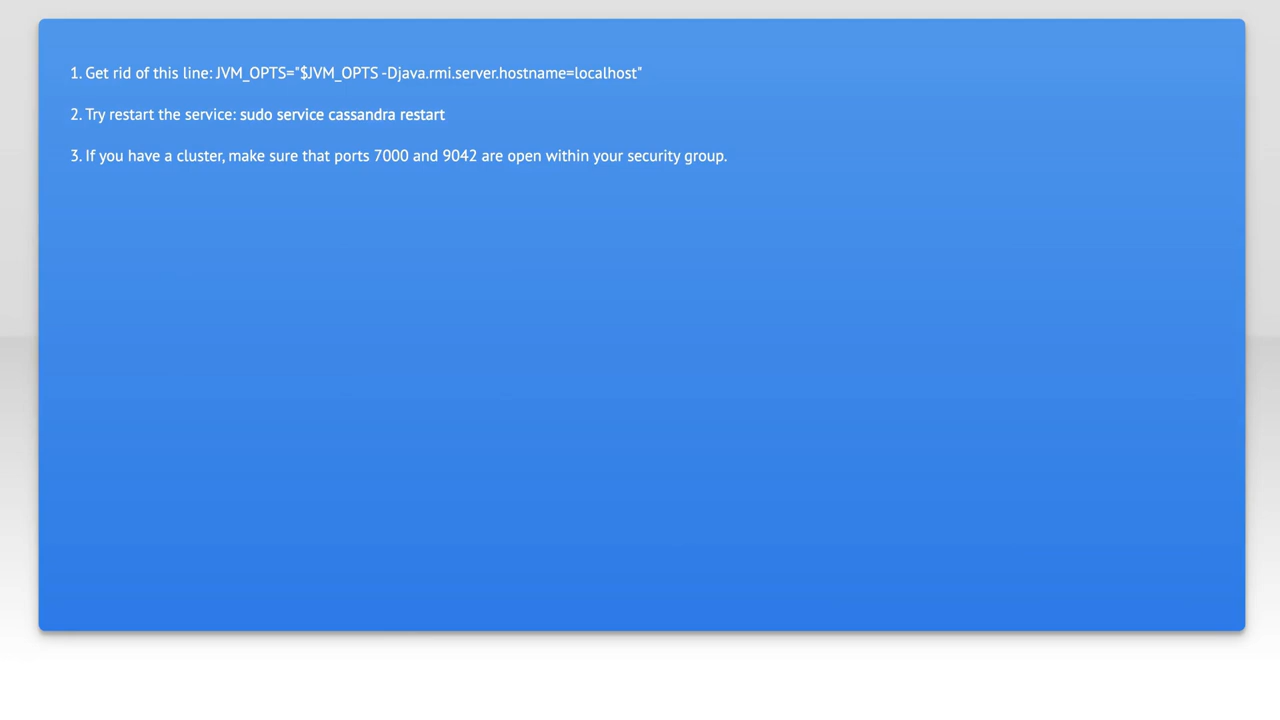 1. Get rid of this line: JVM_OPTS="$JVM_OPTS -Djava.rmi.server.hostname=localhost"
2. Try restart the service: sudo service cassandra restart
3. If you have a cluster, make sure that ports 7000 and 9042 are open within your security group.